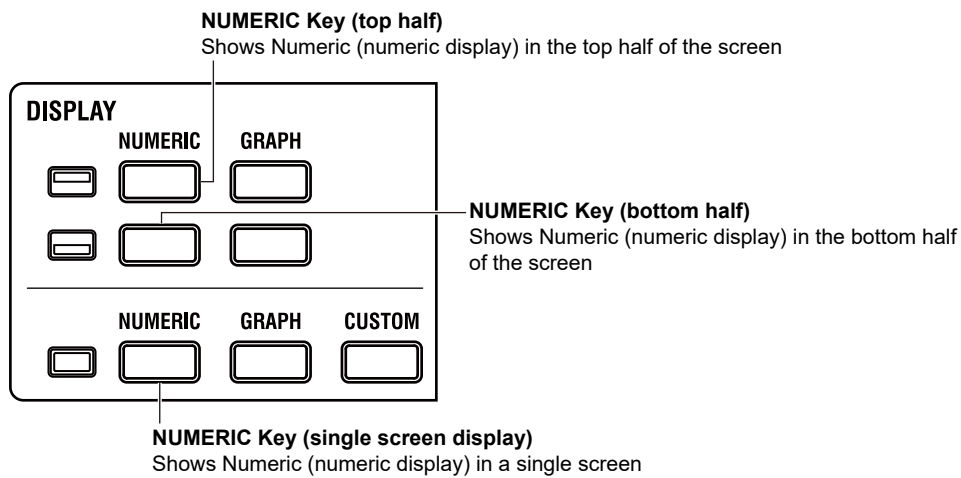 NUMERIC Key (top half)
Shows Numeric (numeric display) in the top half of the screen
DISPLAY
NUMERIC GRAPH
NUMERIC Key (bottom half)
Shows Numeric (numeric display) in the bottom half
of the screen
NUMERIC GRAPH CUSTOM
NUMERIC Key (single screen display)
Shows Numeric (numeric display) in a single screen